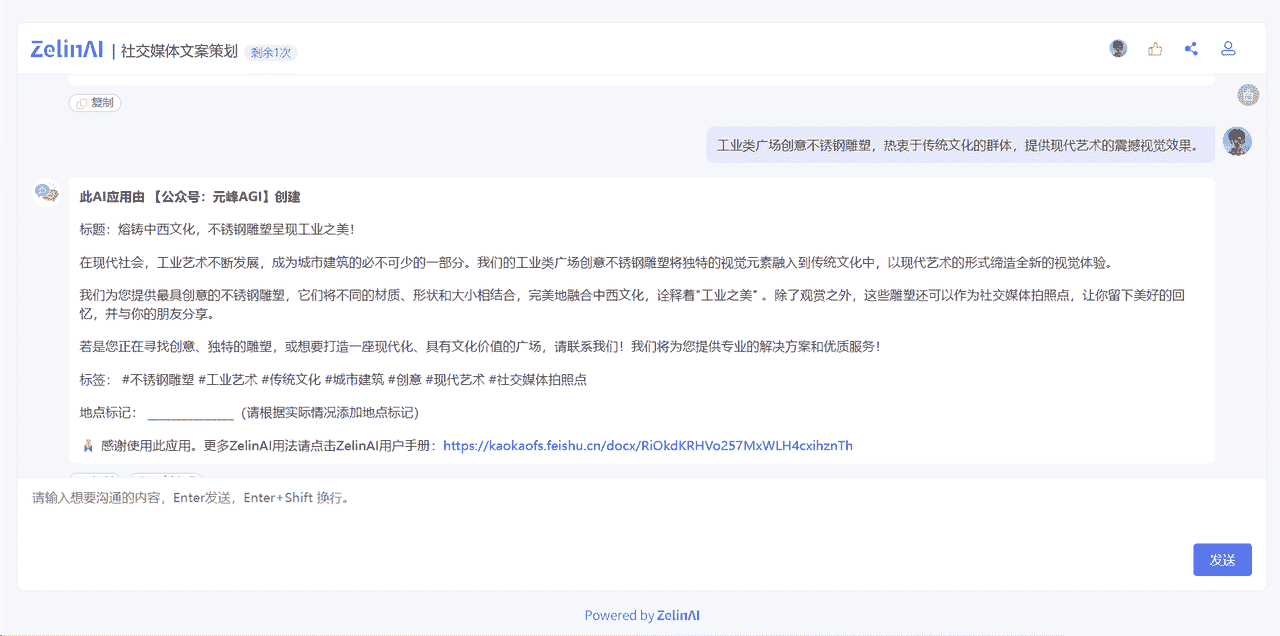 ZelinAI | 社交媒体文案策划 剩余1次
复制
工业类广场创意不锈钢雕塑，热衷于传统文化的群体，提供现代艺术的震撼视觉效果。
此AI应用由 【公众号：元峰AGI】创建
标题：熔铸中西文化，不锈钢雕塑呈现工业之美！
在现代社会，工业艺术不断发展，成为城市建筑的必不可少的一部分。我们的工业类广场创意不锈钢雕塑将独特的视觉元素融入到传统文化中，以现代艺术的形式缔造全新的视觉体验。
我们为您提供最具创意的不锈钢雕塑，它们将不同的材质、形状和大小相结合，完美地融合中西文化，诠释着"工业之美" 。除了观赏之外，这些雕塑还可以作为社交媒体拍照点，让你留下美好的回
忆，并与你的朋友分享。
若是您正在寻找创意、独特的雕塑，或想要打造一座现代化、具有文化价值的广场，请联系我们！我们将为您提供专业的解决方案和优质服务！
标签： #不锈钢雕塑 #工业艺术 #传统文化 #城市建筑 #创意 #现代艺术 #社交媒体拍照点
地点标记： ____________ (请根据实际情况添加地点标记)
感谢使用此应用。更多ZelinAI用法请点击ZelinAI用户手册：https://kaokaofs.feishu.cn/docx/RiOkdKRHVo257MxWLH4cxihznTh
请输入想要沟通的内容，Enter发送，Enter+Shift 换行。
发送
Powered by ZelinAI